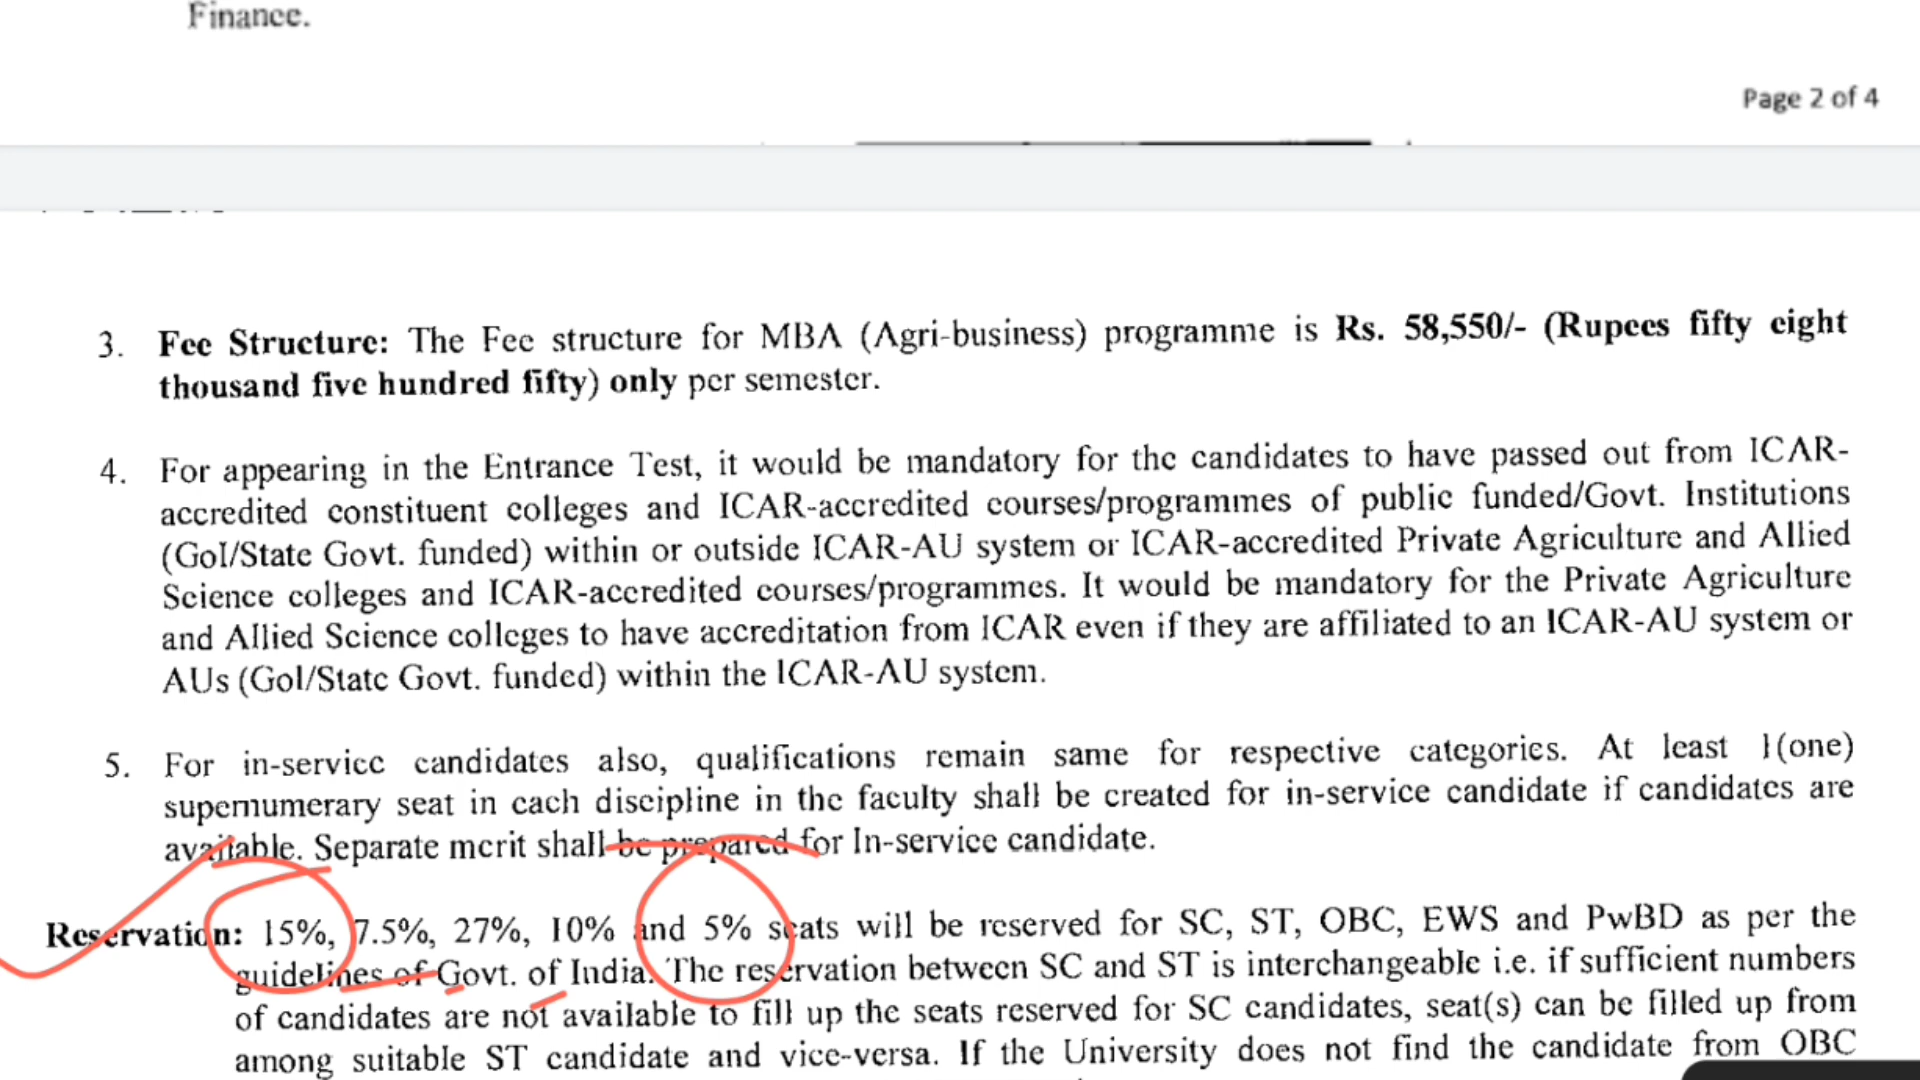 Finance.
Page 2 of 4
3. Fee Structure: The Fee structure for MBA (Agri-business) programme is Rs. 58,550/- (Rupees fifty eight
thousand five hundred fifty) only per semester.
4. For appearing in the Entrance Test, it would be mandatory for the candidates to have passed out from ICAR-
accredited constituent colleges and ICAR-accredited courses/programmes of public funded/Govt. Institutions
(GoI/State Govt. funded) within or outside ICAR-AU system or ICAR-accredited Private Agriculture and Allied
Science colleges and ICAR-accredited courses/programmes. It would be mandatory for the Private Agriculture
and Allied Science colleges to have accreditation from ICAR even if they are affiliated to an ICAR-AU system or
AUs (GoI/State Govt. funded) within the ICAR-AU system.
5. For in-service candidates also, qualifications remain same for respective categories. At least 1(one)
supernumerary seat in each discipline in the faculty shall be created for in-service candidate if candidates are
available. Separate merit shall be prepared for In-service candidate.
Reservation: 15%, 7.5%, 27%, 10% and 5% seats will be reserved for SC, ST, OBC, EWS and PwBD as per the
guidelines of Govt. of India. The reservation between SC and ST is interchangeable i.e. if sufficient numbers
of candidates are not available to fill up the seats reserved for SC candidates, seat(s) can be filled up from
among suitable ST candidate and vice-versa. If the University does not find the candidate from OBC